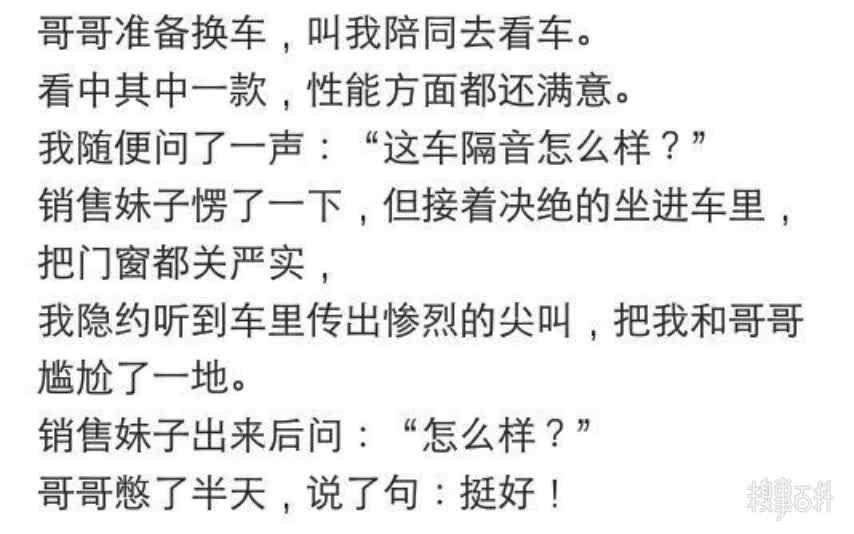 哥哥准备换车，叫我陪同去看车。
看中其中一款，性能方面都还满意。
我随便问了一声：“这车隔音怎么样？”
销售妹子愣了一下，但接着决绝的坐进车里，
把门窗都关严实，
我隐约听到车里传出惨烈的尖叫，把我和哥哥
尴尬了一地。
销售妹子出来后问：“怎么样？”
哥哥憋了半天，说了句：挺好！
糗事百科